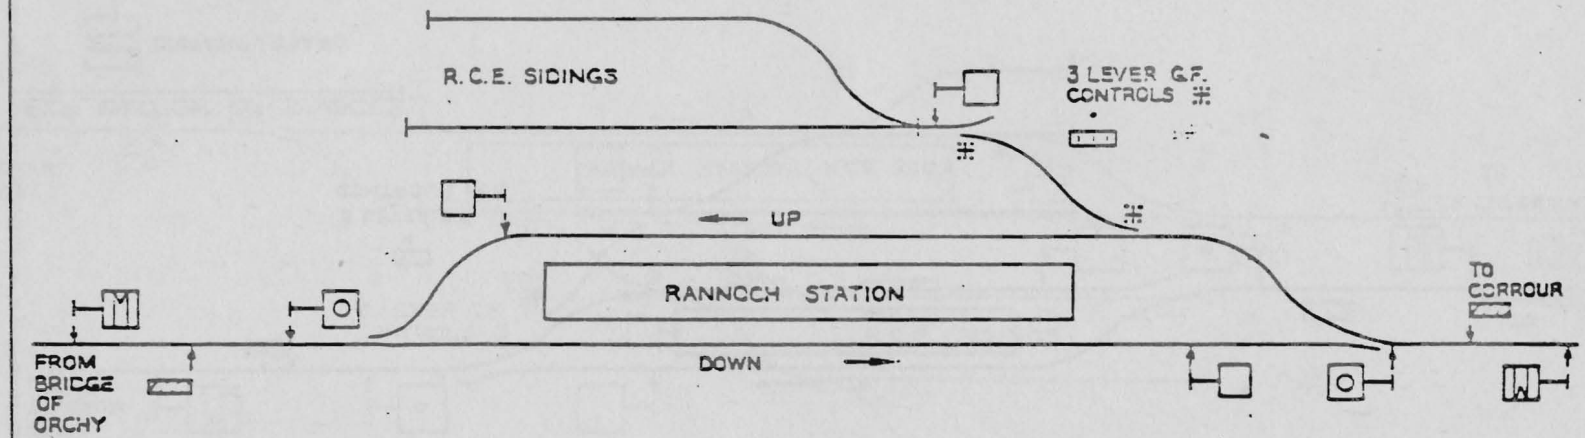 R.C.E. SIDINGS
3 LEVER G.F.
CONTROLS
UP
RANNOCH STATION
TO
CORROUR
FROM
BRIDGE
OF
ORCHY
DOWN